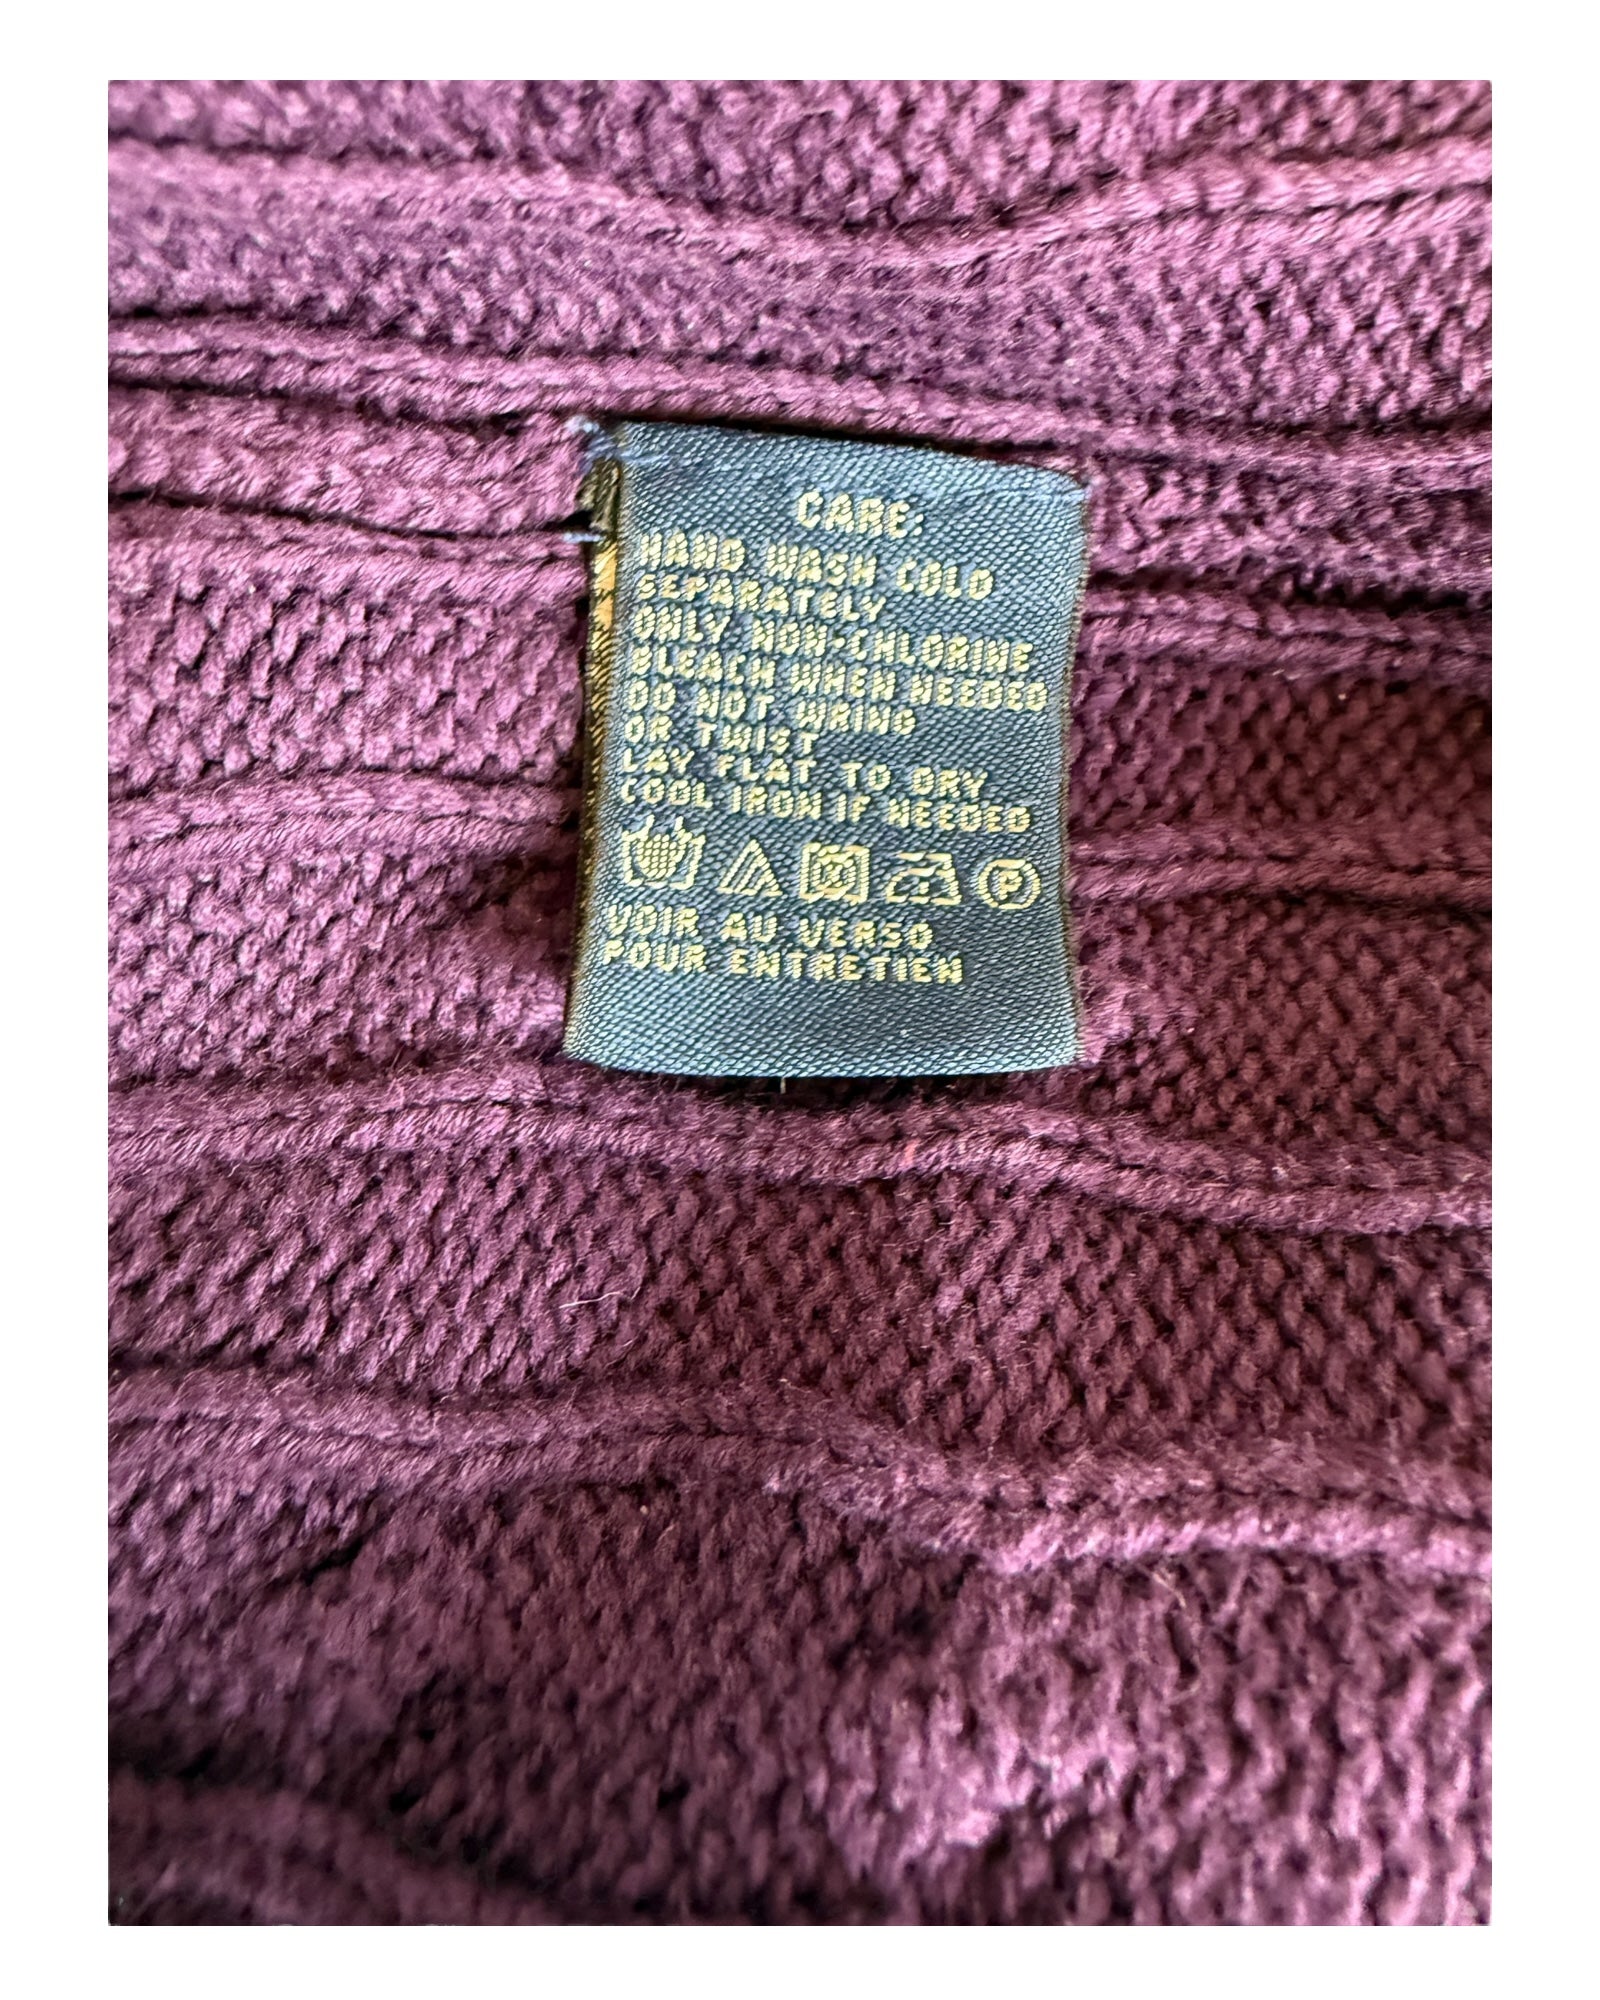 CARE:
HAND WASH COLD
SEPARATELY
ONLY NON-CHLORINE
BLEACH WHEN NEEDED
DO NOT WRING
OR TWIST
LAY FLAT TO DRY
COOL IRON IF NEEDED
P
VOIR AU VERSO
POUR ENTRETIEN